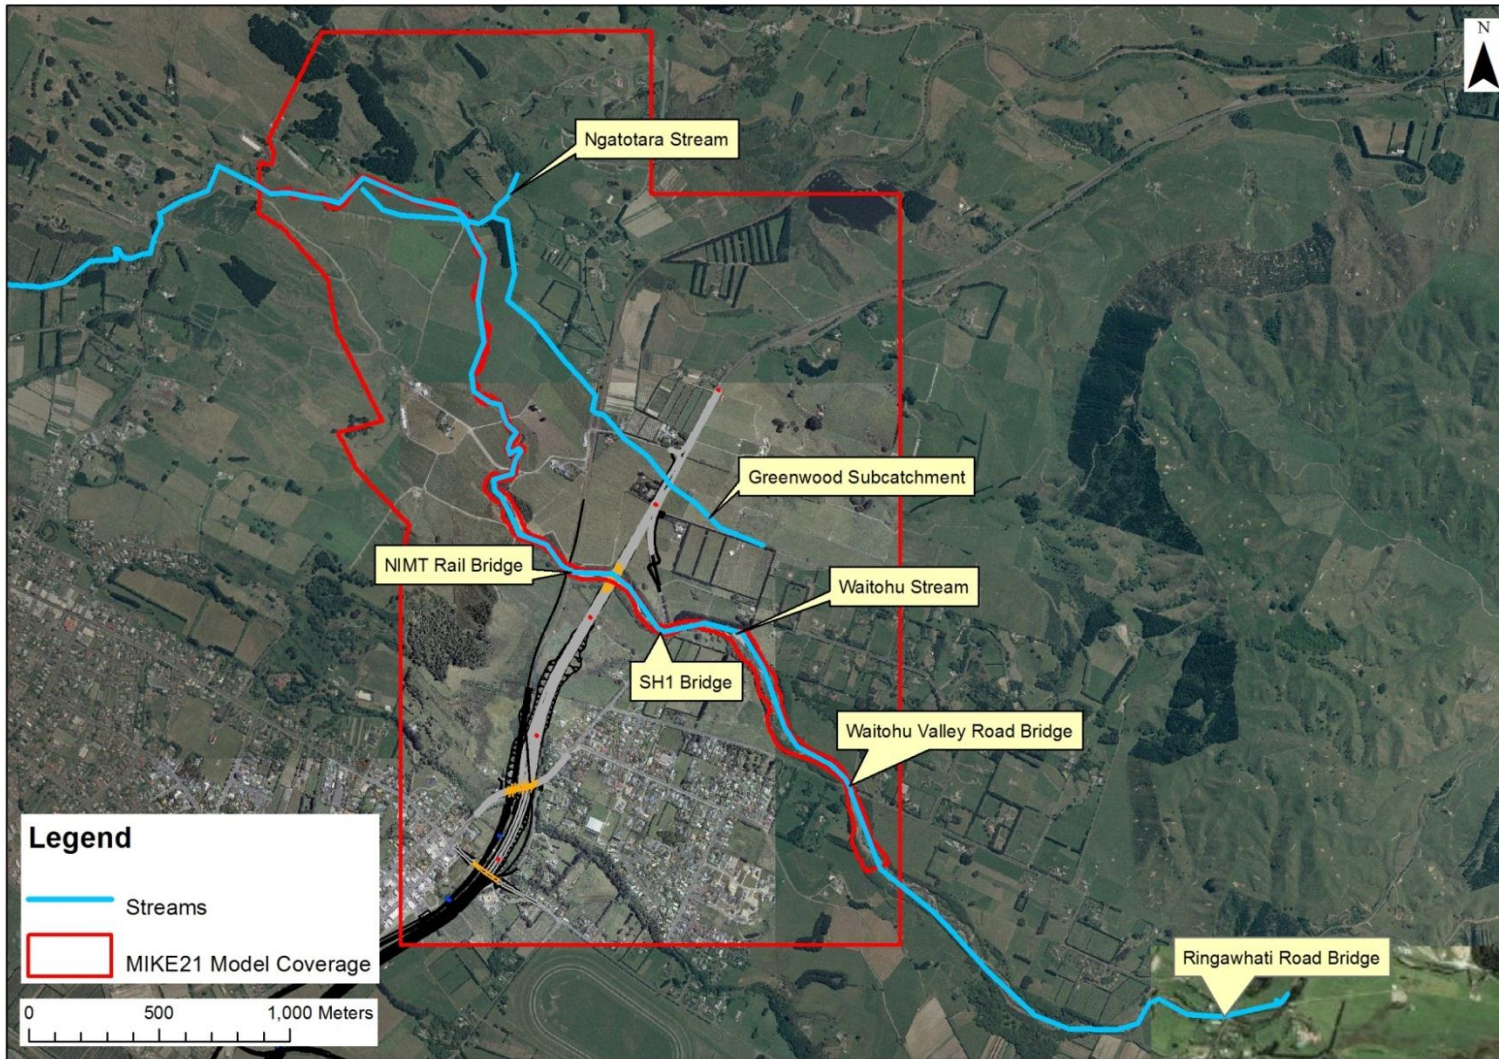 N
Ngatotara Stream
Greenwood Subcatchment
NIMT Rail Bridge
Waitohu Stream
SH1 Bridge
Waitohu Valley Road Bridge
Ringawhati Road Bridge
Legend
Streams
MIKE21 Model Coverage
0 500 1,000 Meters